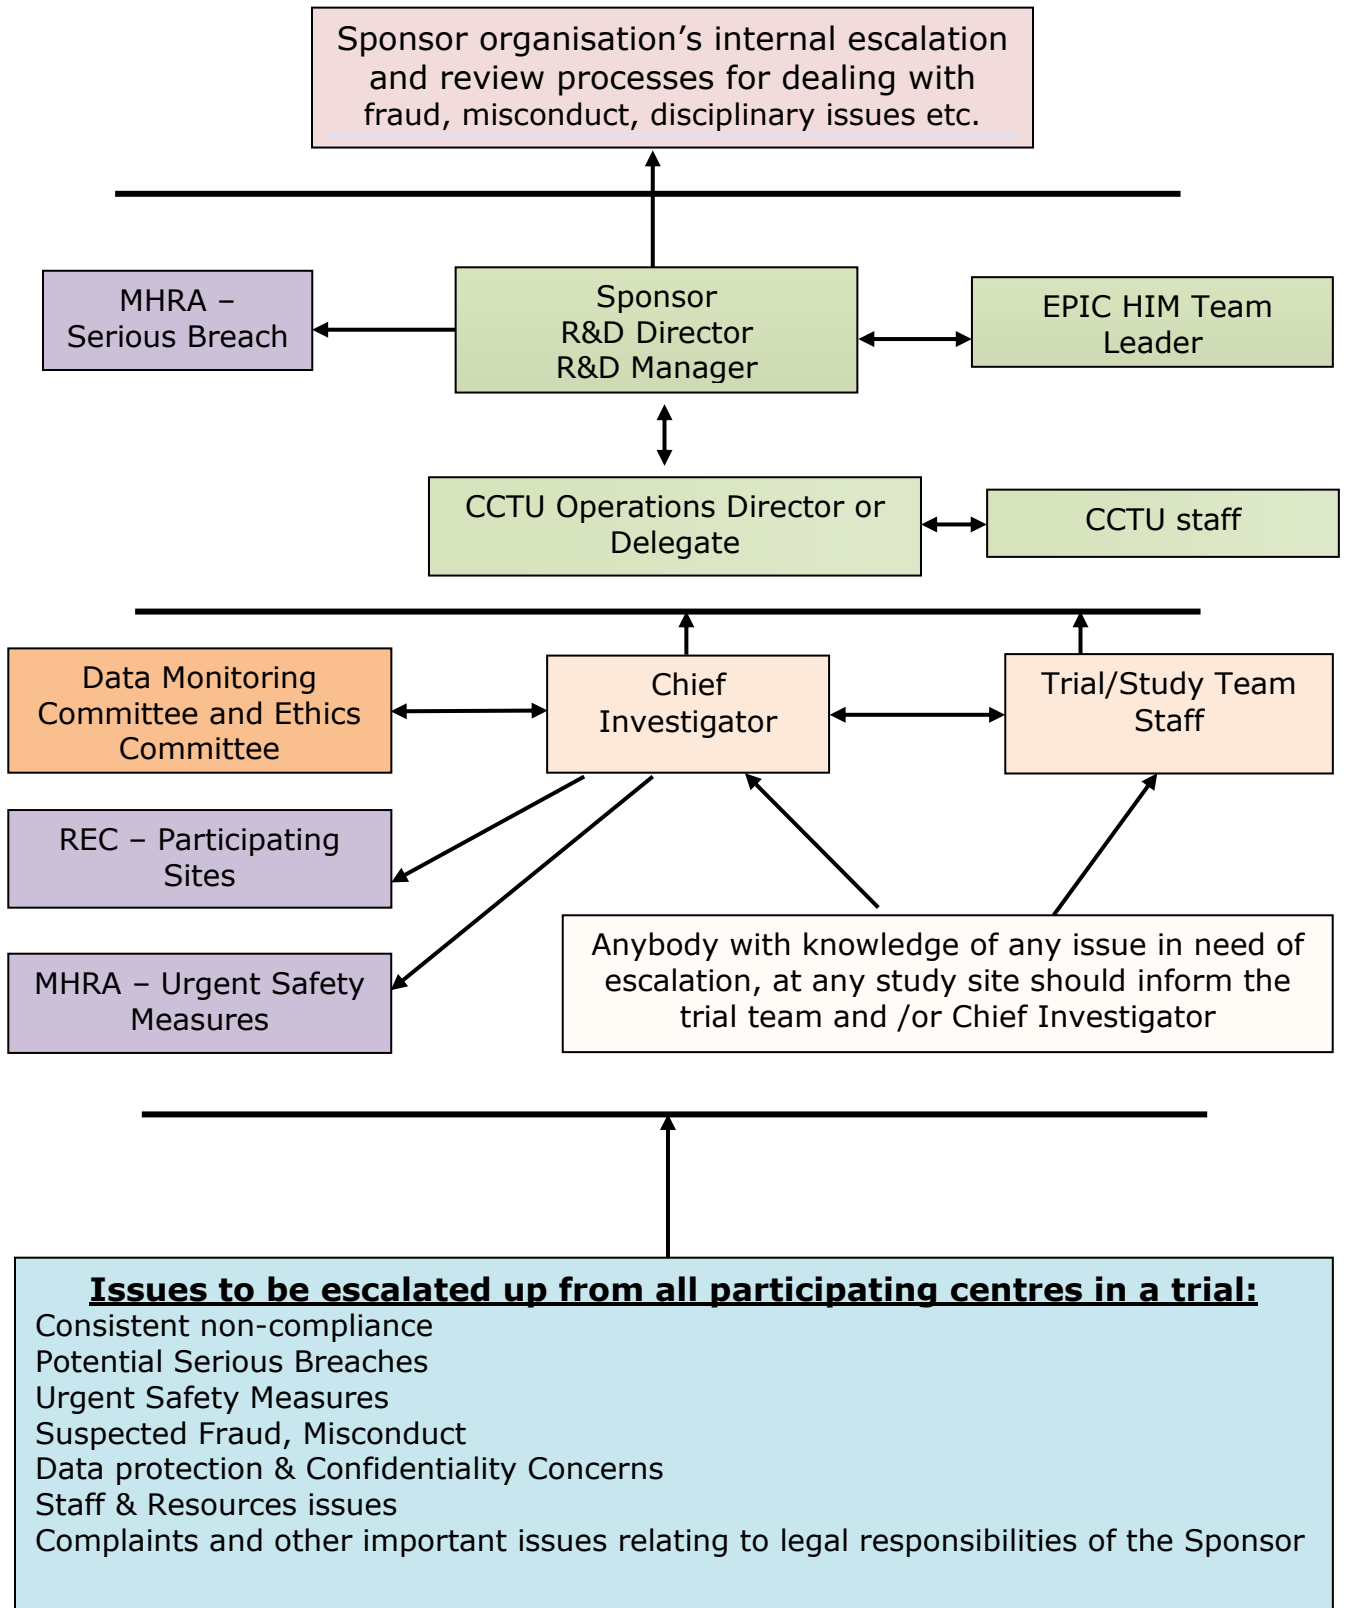 Sponsor organisation’s internal escalation
and review processes for dealing with
fraud, misconduct, disciplinary issues etc.
MHRA –
Serious Breach
Sponsor
R&D Director
R&D Manager
EPIC HIM Team
Leader
CCTU Operations Director or
Delegate
CCTU staff
Data Monitoring
Committee and Ethics
Committee
Chief
Investigator
Trial/Study Team
Staff
REC – Participating
Sites
MHRA – Urgent Safety
Measures
Anybody with knowledge of any issue in need of
escalation, at any study site should inform the
trial team and /or Chief Investigator
Issues to be escalated up from all participating centres in a trial:
Consistent non-compliance
Potential Serious Breaches
Urgent Safety Measures
Suspected Fraud, Misconduct
Data protection & Confidentiality Concerns
Staff & Resources issues
Complaints and other important issues relating to legal responsibilities of the Sponsor